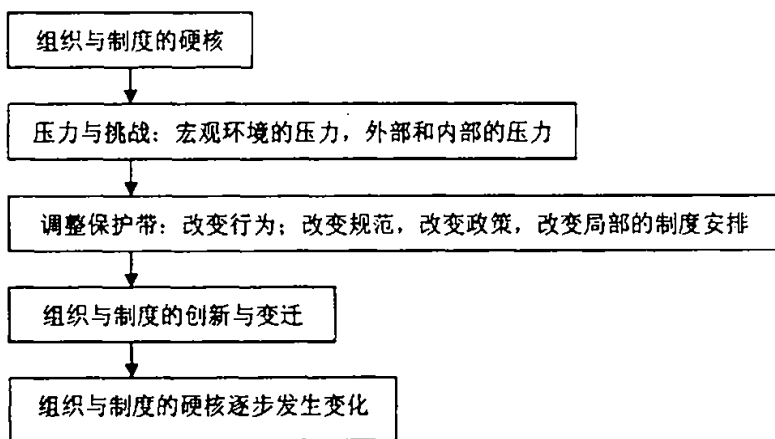 组织与制度的硬核
压力与挑战：宏观环境的压力，外部和内部的压力
调整保护带：改变行为；改变规范，改变政策，改变局部的制度安排
组织与制度的创新与变迁
组织与制度的硬核逐步发生变化